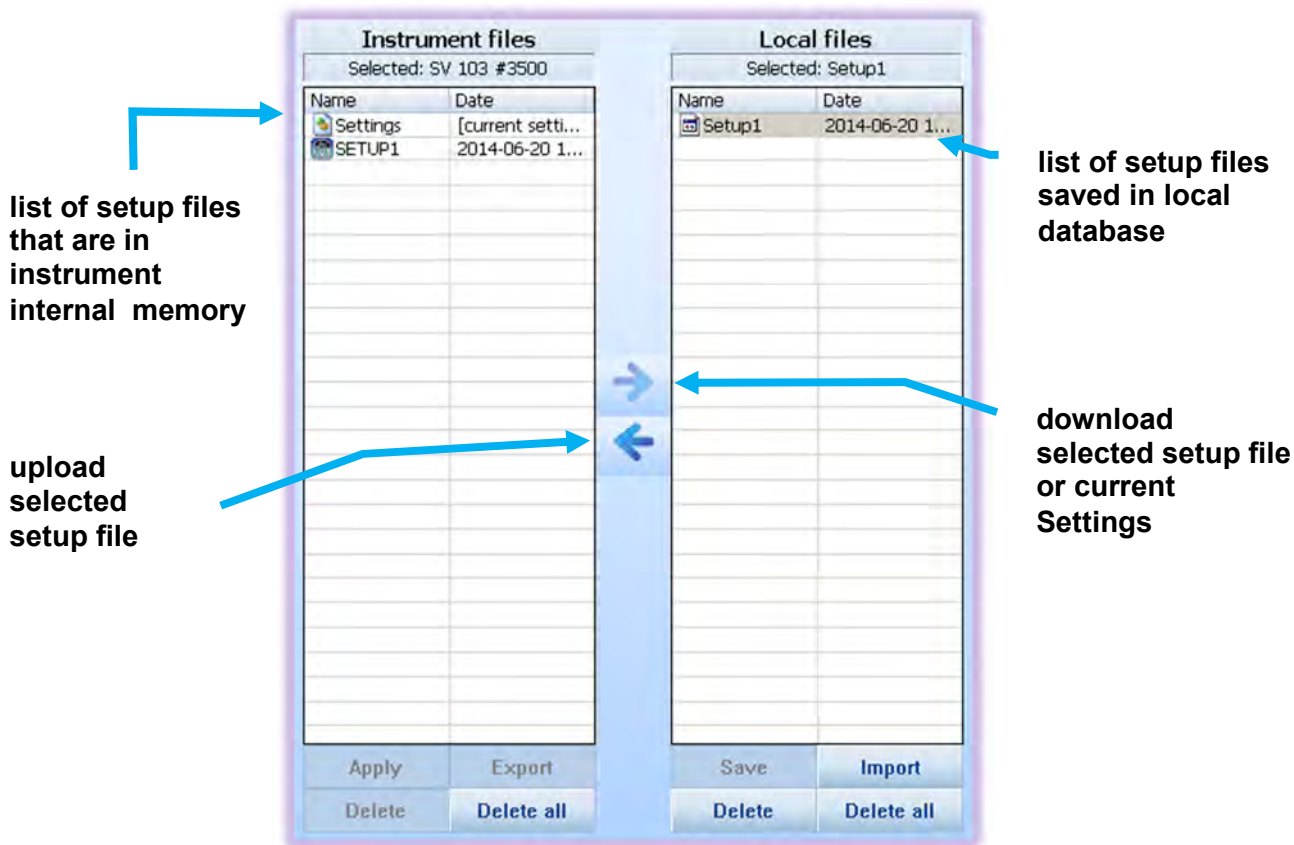 Instrument files
Selected: SV 103 #3500
Name Date
Settings [current setti...
SETUP1 2014-06-20 1...
Apply Export
Delete Delete all
Local files
Selected: Setup1
Name Date
Setup1 2014-06-20 1...
Save Import
Delete Delete all
list of setup files
that are in
instrument
internal memory
upload
selected
setup file
list of setup files
saved in local
database
download
selected setup file
or current
Settings